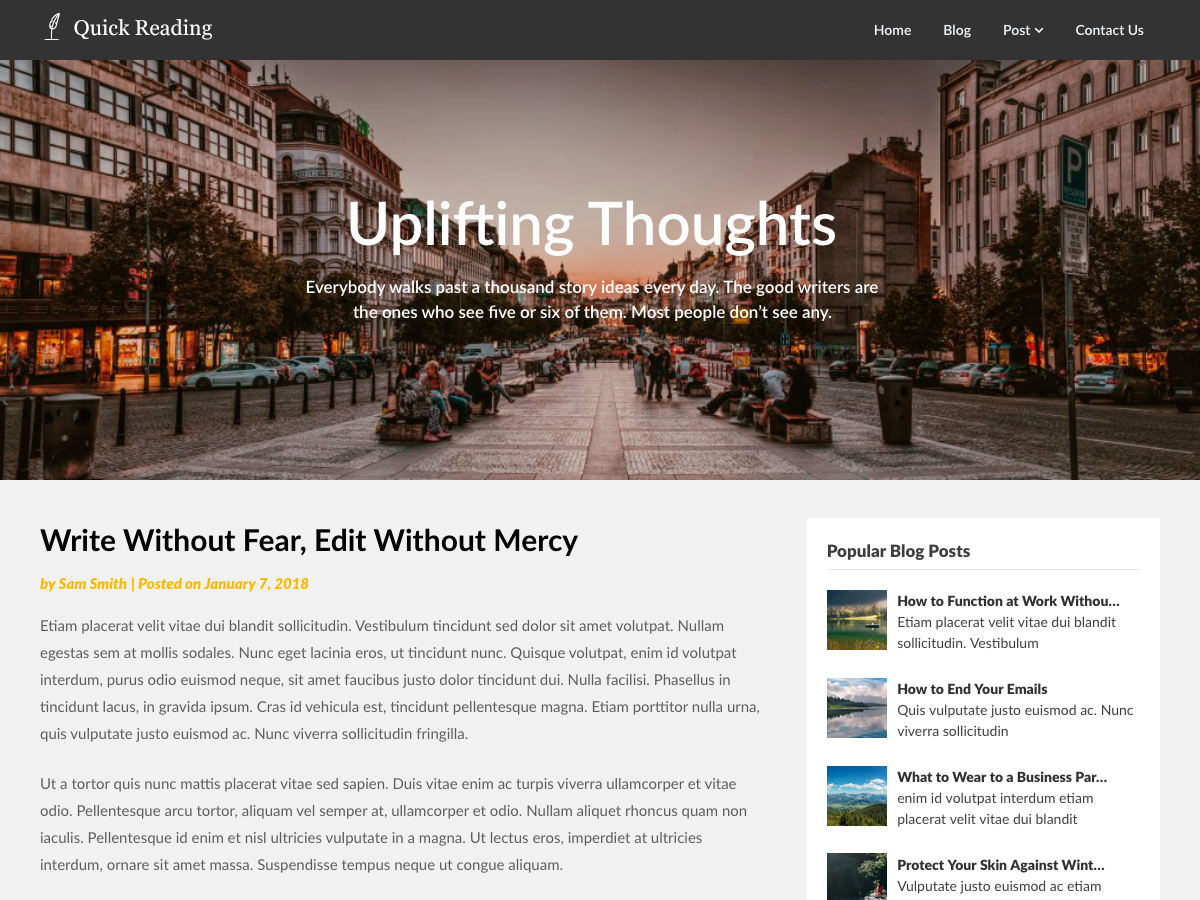 Quick Reading
Home
Blog
Post
Contact Us
P
Uplifting Thoughts
Everybody walks past a thousand story ideas every day. The good writers are
the ones who see five or six of them. Most people don’t see any.
Write Without Fear, Edit Without Mercy
by Sam Smith | Posted on January 7, 2018
Etiam placerat velit vitae dui blandit sollicitudin. Vestibulum tincidunt sed dolor sit amet volutpat. Nullam
egestas sem at mollis sodales. Nunc eget lacinia eros, ut tincidunt nunc. Quisque volutpat, enim id volutpat
interdum, purus odio euismod neque, sit amet faucibus justo dolor tincidunt dui. Nulla facilisi. Phasellus in
tincidunt lacus, in gravida ipsum. Cras id vehicula est, tincidunt pellentesque magna. Etiam porttitor nulla urna,
quis vulputate justo euismod ac. Nunc viverra sollicitudin fringilla.
Ut a tortor quis nunc mattis placerat vitae sed sapien. Duis vitae enim ac turpis viverra ullamcorper et vitae
odio. Pellentesque arcu tortor, aliquam vel semper at, ullamcorper et odio. Nullam aliquet rhoncus quam non
iaculis. Pellentesque id enim et nisl ultricies vulputate in a magna. Ut lectus eros, imperdiet at ultricies
interdum, ornare sit amet massa. Suspendisse tempus neque ut congue aliquam.
Popular Blog Posts
How to Function at Work Withou...
Etiam placerat velit vitae dui blandit
sollicitudin. Vestibulum
How to End Your Emails
Quis vulputate justo euismod ac. Nunc
viverra sollicitudin
What to Wear to a Business Par...
enim id volutpat interdum etiam
placerat velit vitae dui blandit
Protect Your Skin Against Wint...
Vulputate justo euismod ac etiam